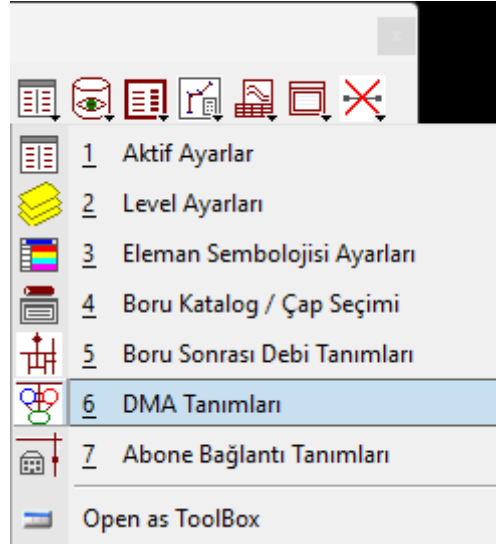 1 Aktif Ayarlar
2 Level Ayarları
3 Eleman Sembolojisi Ayarları
4 Boru Katalog / Çap Seçimi
5 Boru Sonrası Debi Tanımları
6 DMA Tanımları
7 Abone Bağlantı Tanımları
Open as ToolBox